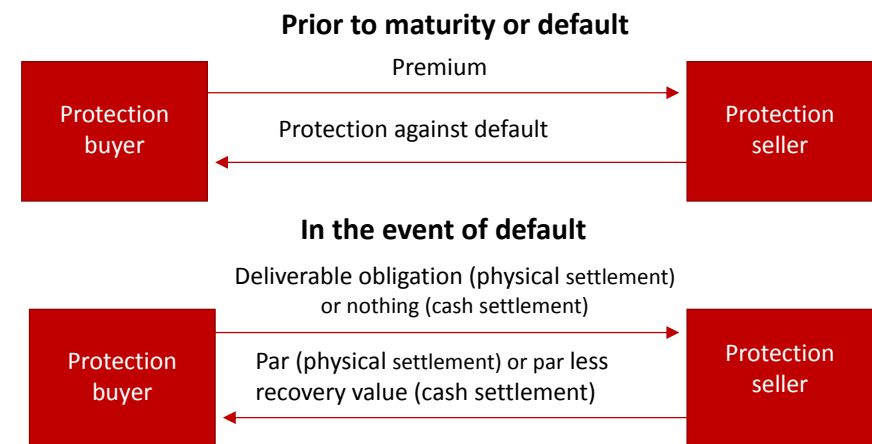 Prior to maturity or default
Premium
Protection
buyer
Protection against default
Protection
seller
In the event of default
Deliverable obligation (physical settlement)
or nothing (cash settlement)
Protection
buyer
Par (physical settlement) or par less
recovery value (cash settlement)
Protection
seller